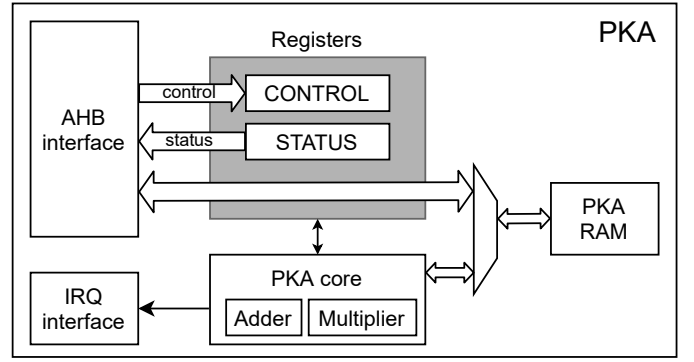 PKA
Registers
control
CONTROL
AHB
interface
status
STATUS
PKA
RAM
PKA core
IRQ
interface
Adder
Multiplier